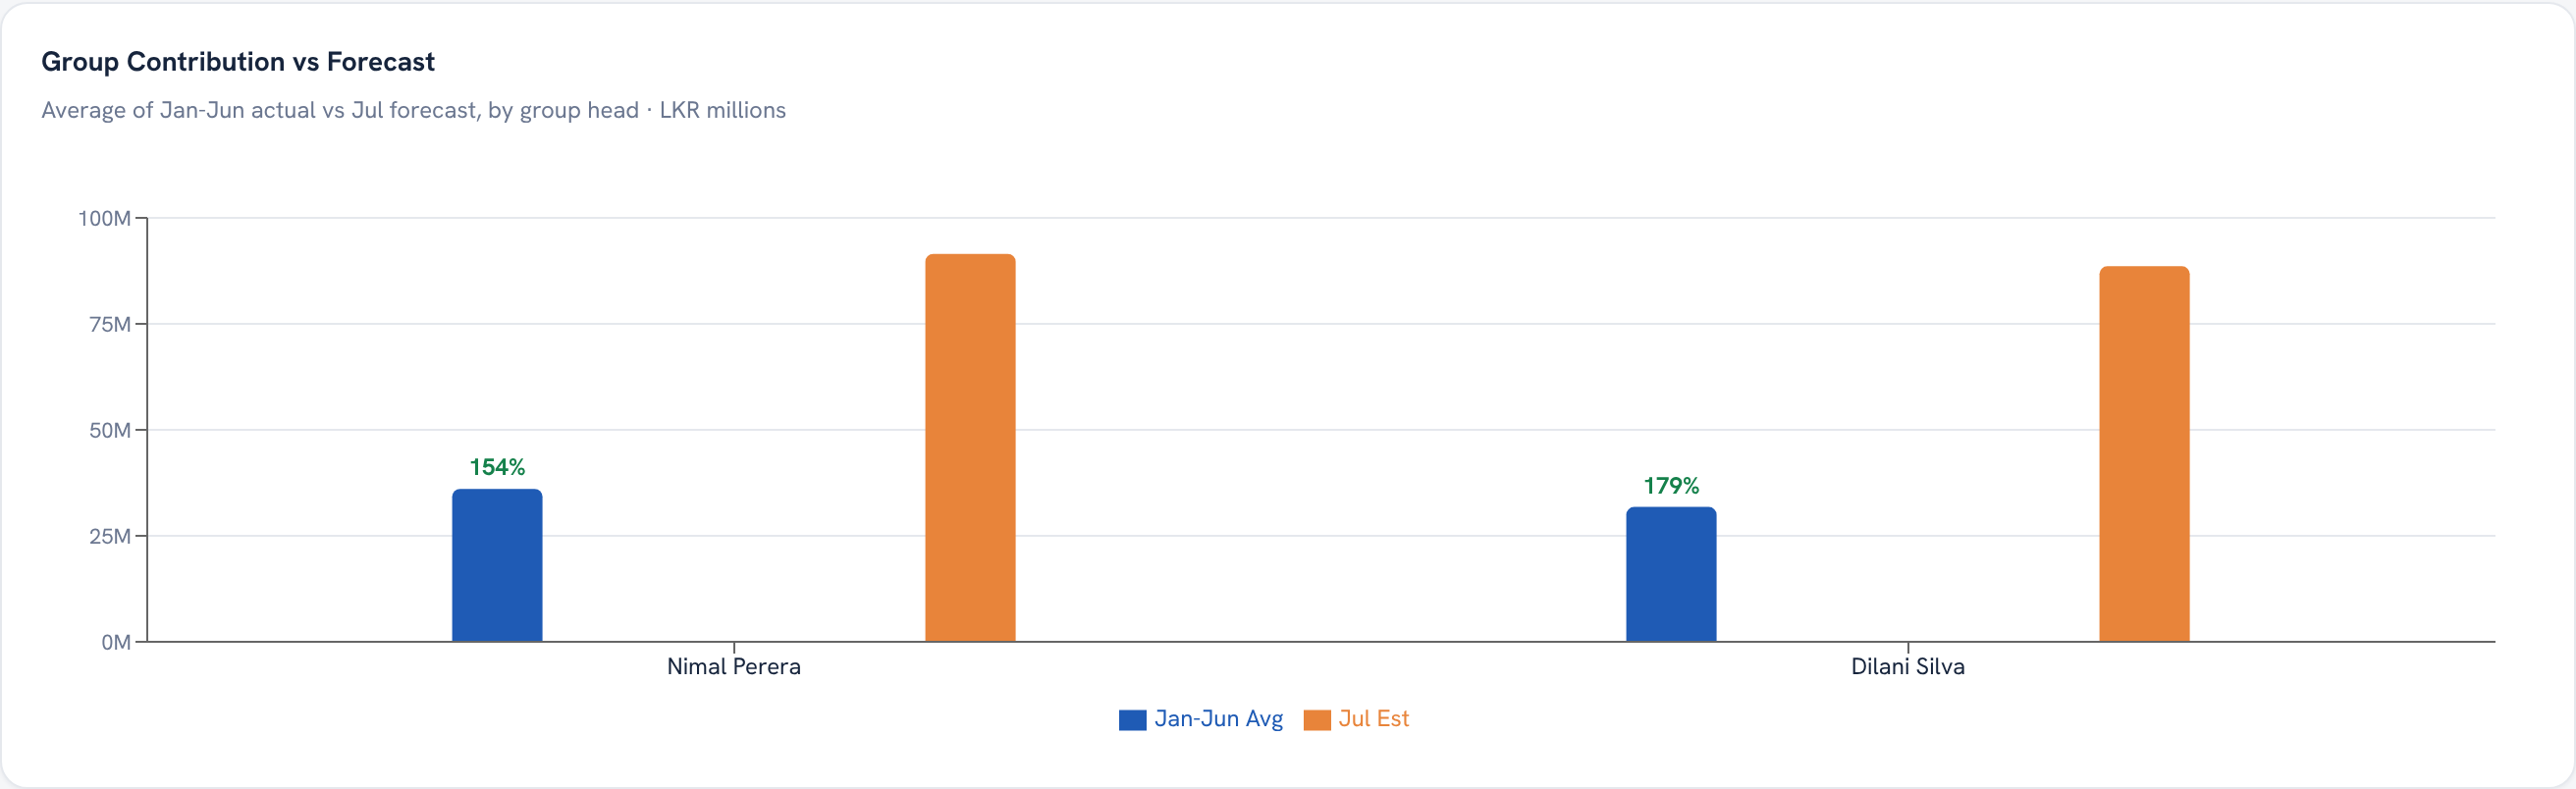 Group Contribution vs Forecast
Average of Jan-Jun actual vs Jul forecast, by group head · LKR millions
100M
75M
50M
25M
0M
154%
179%
Nimal Perera
Dilani Silva
Jan-Jun Avg
Jul Est